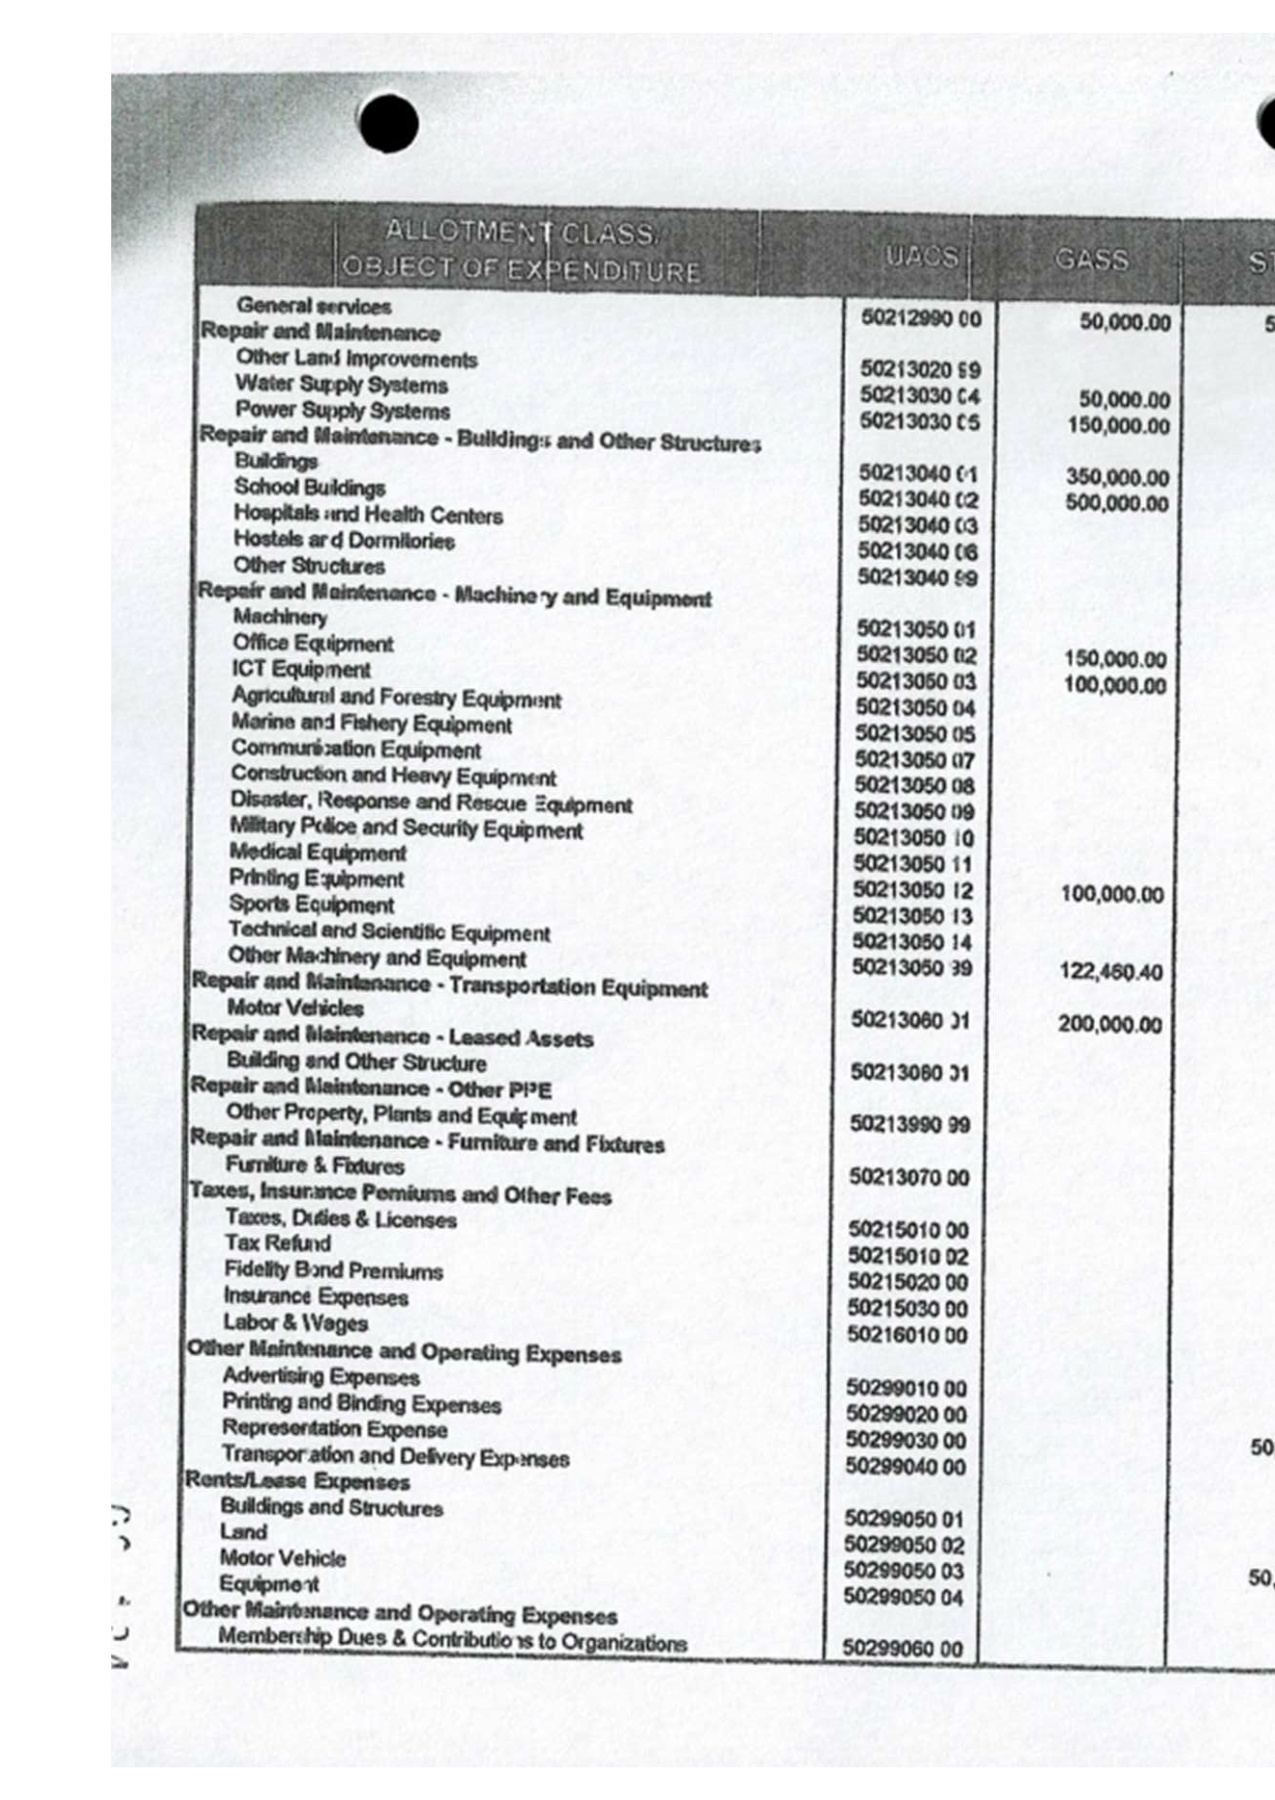 ALLOTMENT CLASS/ UACS GASS ST
OBJECT OF EXPENDITURE
General services 50212990 00 50,000.00 5
Repair and Maintenance
Other Land Improvements 50213020 99
Water Supply Systems 50213030 04 50,000.00
Power Supply Systems 50213030 05 150,000.00
Repair and Maintenance - Buildings and Other Structures
Buildings 50213040 01 350,000.00
School Buildings 50213040 02 500,000.00
Hospitals and Health Centers 50213040 03
Hostels and Dormitories 50213040 06
Other Structures 50213040 99
Repair and Maintenance - Machinery and Equipment
Machinery 50213050 01
Office Equipment 50213050 02 150,000.00
ICT Equipment 50213050 03 100,000.00
Agricultural and Forestry Equipment 50213050 04
Marine and Fishery Equipment 50213050 05
Communication Equipment 50213050 07
Construction and Heavy Equipment 50213050 08
Disaster, Response and Rescue Equipment 50213050 09
Military Police and Security Equipment 50213050 10
Medical Equipment 50213050 11
Printing Equipment 50213050 12 100,000.00
Sports Equipment 50213050 13
Technical and Scientific Equipment 50213050 14
Other Machinery and Equipment 50213050 99 122,460.40
Repair and Maintenance - Transportation Equipment
Motor Vehicles 50213060 01 200,000.00
Repair and Maintenance - Leased Assets
Building and Other Structure 50213080 01
Repair and Maintenance - Other PPE
Other Property, Plants and Equipment 50213990 99
Repair and Maintenance - Furniture and Fixtures
Furniture & Fixtures 50213070 00
Taxes, Insurance Pemiums and Other Fees
Taxes, Duties & Licenses 50215010 00
Tax Refund 50215010 02
Fidelity Bond Premiums 50215020 00
Insurance Expenses 50215030 00
Labor & Wages 50216010 00
Other Maintenance and Operating Expenses
Advertising Expenses 50299010 00
Printing and Binding Expenses 50299020 00
Representation Expense 50299030 00 50,
Transportation and Delivery Expenses 50299040 00
Rents/Lease Expenses
Buildings and Structures 50299050 01
Land 50299050 02
Motor Vehicle 50299050 03 50,
Equipment 50299050 04
Other Maintenance and Operating Expenses
Membership Dues & Contributions to Organizations 50299060 00